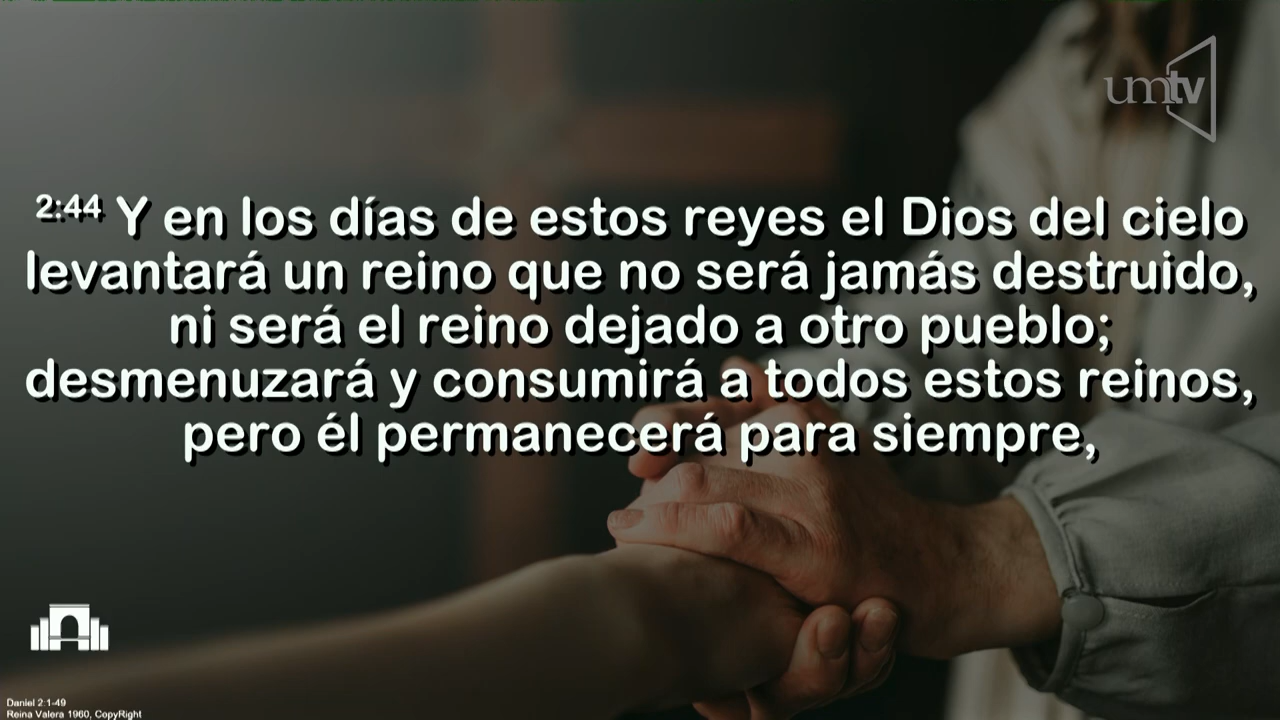 umtv
2:44 Y en los días de estos reyes el Dios del cielo
levantará un reino que no será jamás destruido,
ni será el reino dejado a otro pueblo;
desmenuzará y consumirá a todos estos reinos,
pero él permanecerá para siempre,
Daniel 2:1-49
Reina Valera 1960, CopyRight